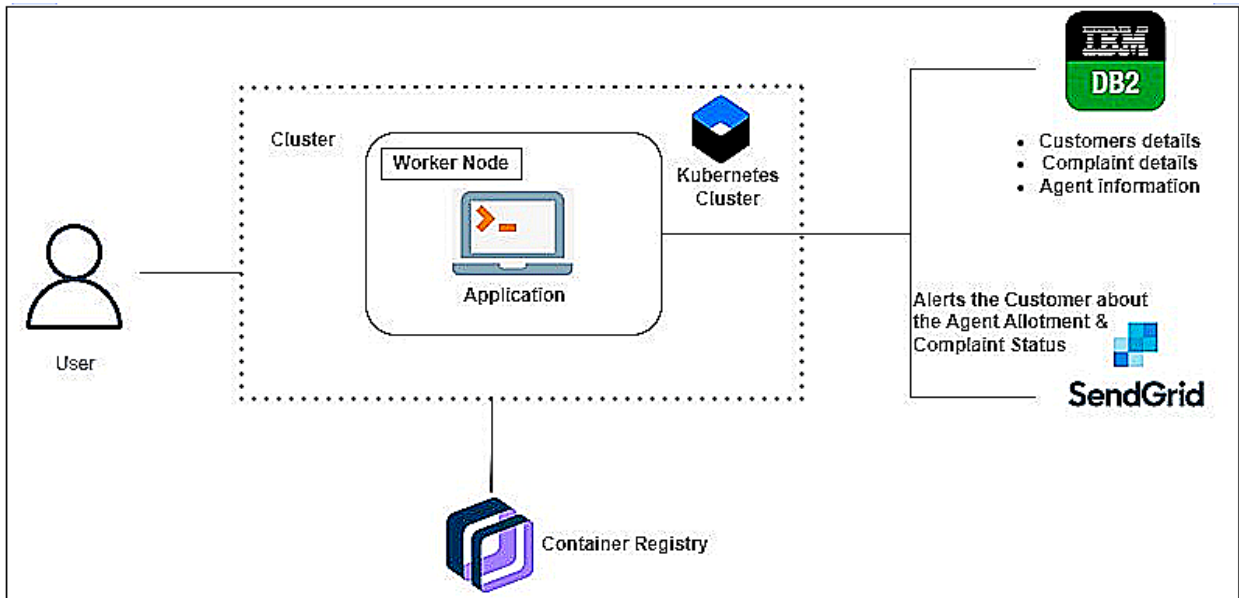 IBM
DB2
Customers details
Complaint details
Agent information
Cluster
Worker Node
Kubernetes
Cluster
Application
User
Alerts the Customer about
the Agent Allotment &
Complaint Status
SendGrid
Container Registry